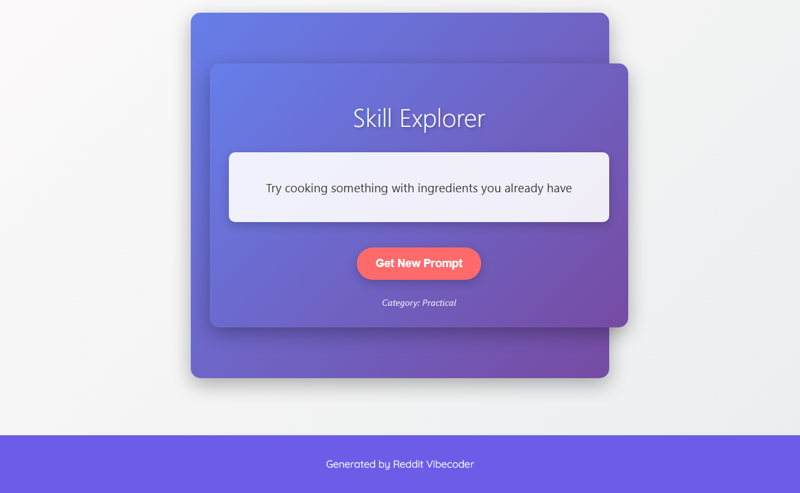 Skill Explorer
Try cooking something with ingredients you already have
Get New Prompt
Category: Practical
Generated by Reddit Vibecoder